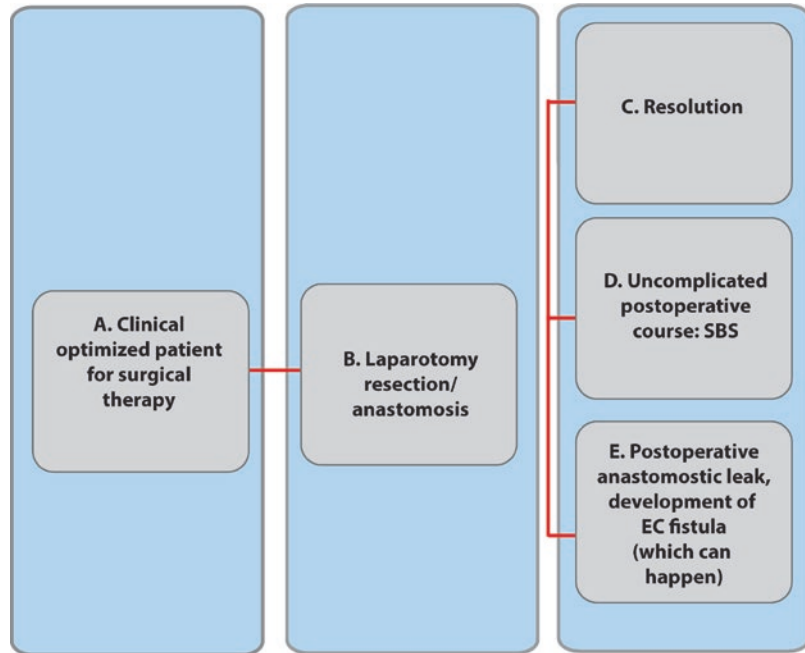 A. Clinical
optimized patient
for surgical
therapy
B. Laparotomy
resection/
anastomosis
C. Resolution
D. Uncomplicated
postoperative
course: SBS
E. Postoperative
anastomostic leak,
development of
EC fistula
(which can
happen)